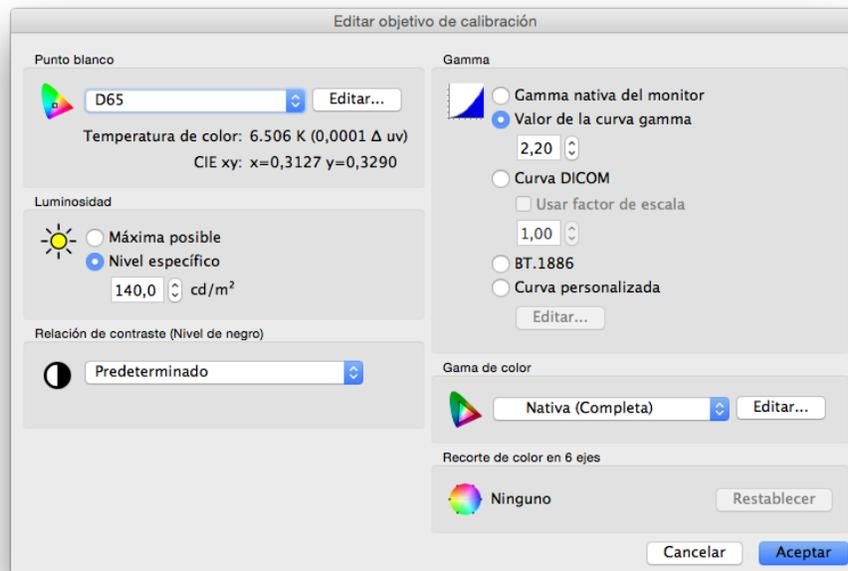 Editar objetivo de calibración
Punto blanco
D65
Editar...
Temperatura de color: 6.506 K (0,0001 Δ uv)
CIE xy: x=0,3127 y=0,3290
Luminosidad
Máxima posible
Nivel específico
140,0 cd/m²
Relación de contraste (Nivel de negro)
Predeterminado
Gamma
Gamma nativa del monitor
Valor de la curva gamma
2,20
Curva DICOM
Usar factor de escala
1,00
BT.1886
Curva personalizada
Editar...
Gama de color
Nativa (Completa)
Editar...
Recorte de color en 6 ejes
Ninguno
Restablecer
Cancelar
Aceptar